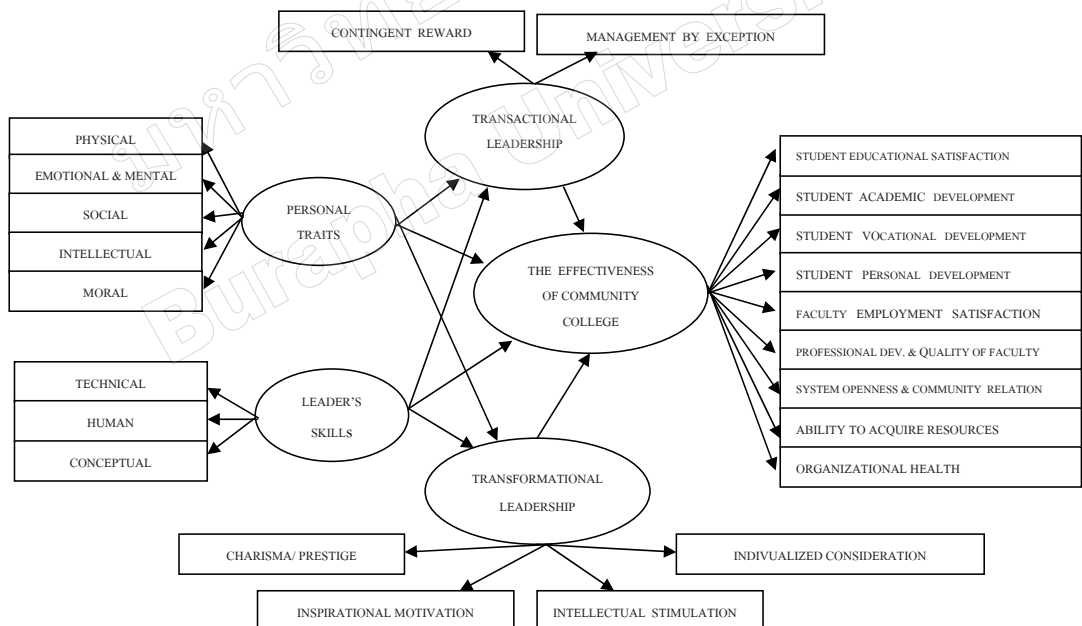 CONTINGENT REWARD
MANAGEMENT BY EXCEPTION
TRANSACTIONAL
LEADERSHIP
PHYSICAL
EMOTIONAL & MENTAL
SOCIAL
INTELLECTUAL
MORAL
PERSONAL
TRAITS
STUDENT EDUCATIONAL SATISFACTION
STUDENT ACADEMIC DEVELOPMENT
STUDENT VOCATIONAL DEVELOPMENT
STUDENT PERSONAL DEVELOPMENT
FACULTY EMPLOYMENT SATISFACTION
PROFESSIONAL DEV. & QUALITY OF FACULTY
SYSTEM OPENNESS & COMMUNITY RELATION
ABILITY TO ACQUIRE RESOURCES
ORGANIZATIONAL HEALTH
THE EFFECTIVENESS
OF COMMUNITY
COLLEGE
TECHNICAL
HUMAN
CONCEPTUAL
LEADER'S
SKILLS
TRANSFORMATIONAL
LEADERSHIP
CHARISMA/ PRESTIGE
INDIVUALIZED CONSIDERATION
INSPIRATIONAL MOTIVATION
INTELLECTUAL STIMULATION
Burapha